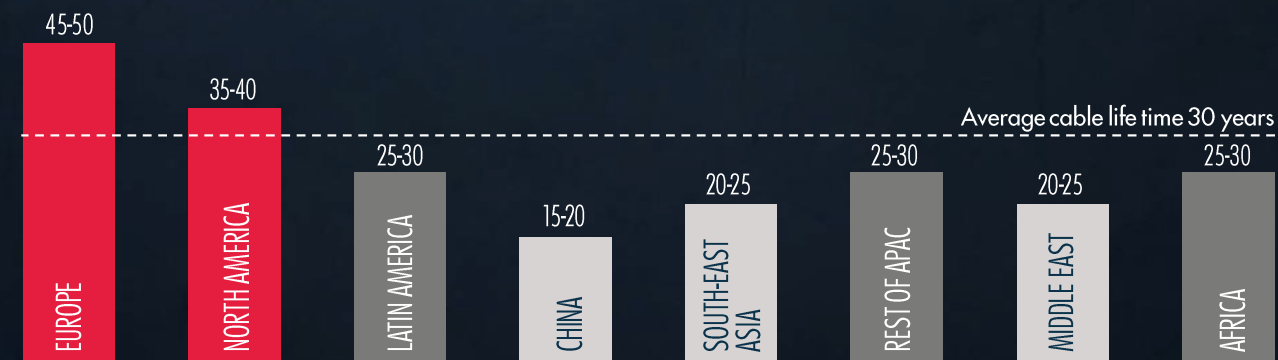 45-50
35-40
Average cable life time 30 years
25-30
25-30
25-30
20-25
20-25
15-20
EUROPE
NORTH AMERICA
LATIN AMERICA
CHINA
SOUTH-EAST
ASIA
REST OF APAC
MIDDLE EAST
AFRICA